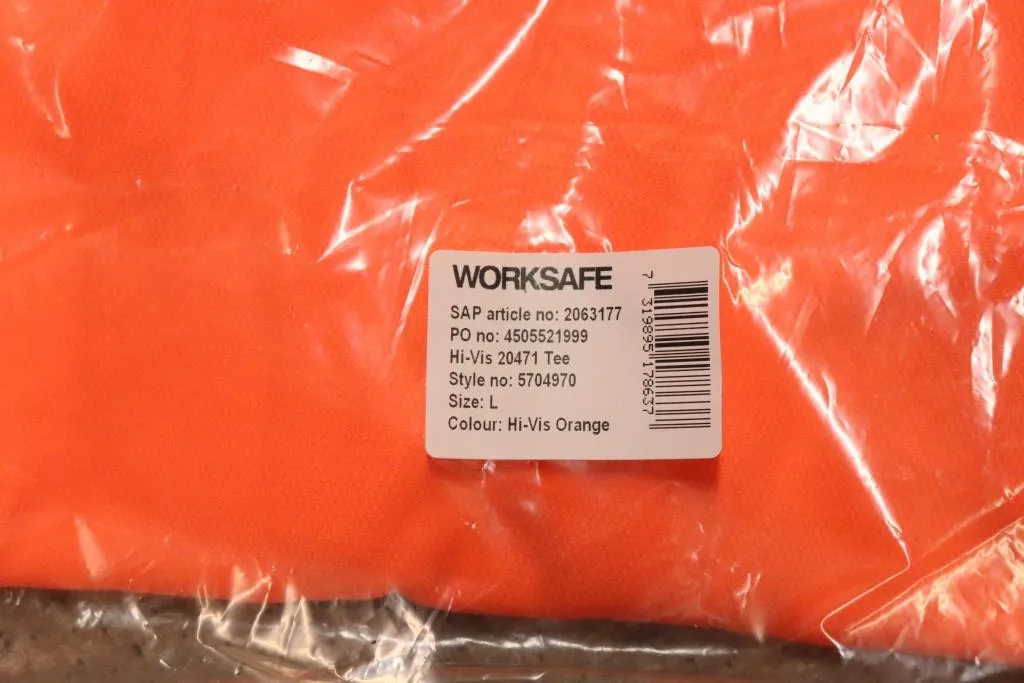 WORKSAFE
SAP article no: 2063177
PO no: 4505521999
Hi-Vis 20471 Tee
Style no: 5704970
Size: L
Colour: Hi-Vis Orange
7 319895 178637